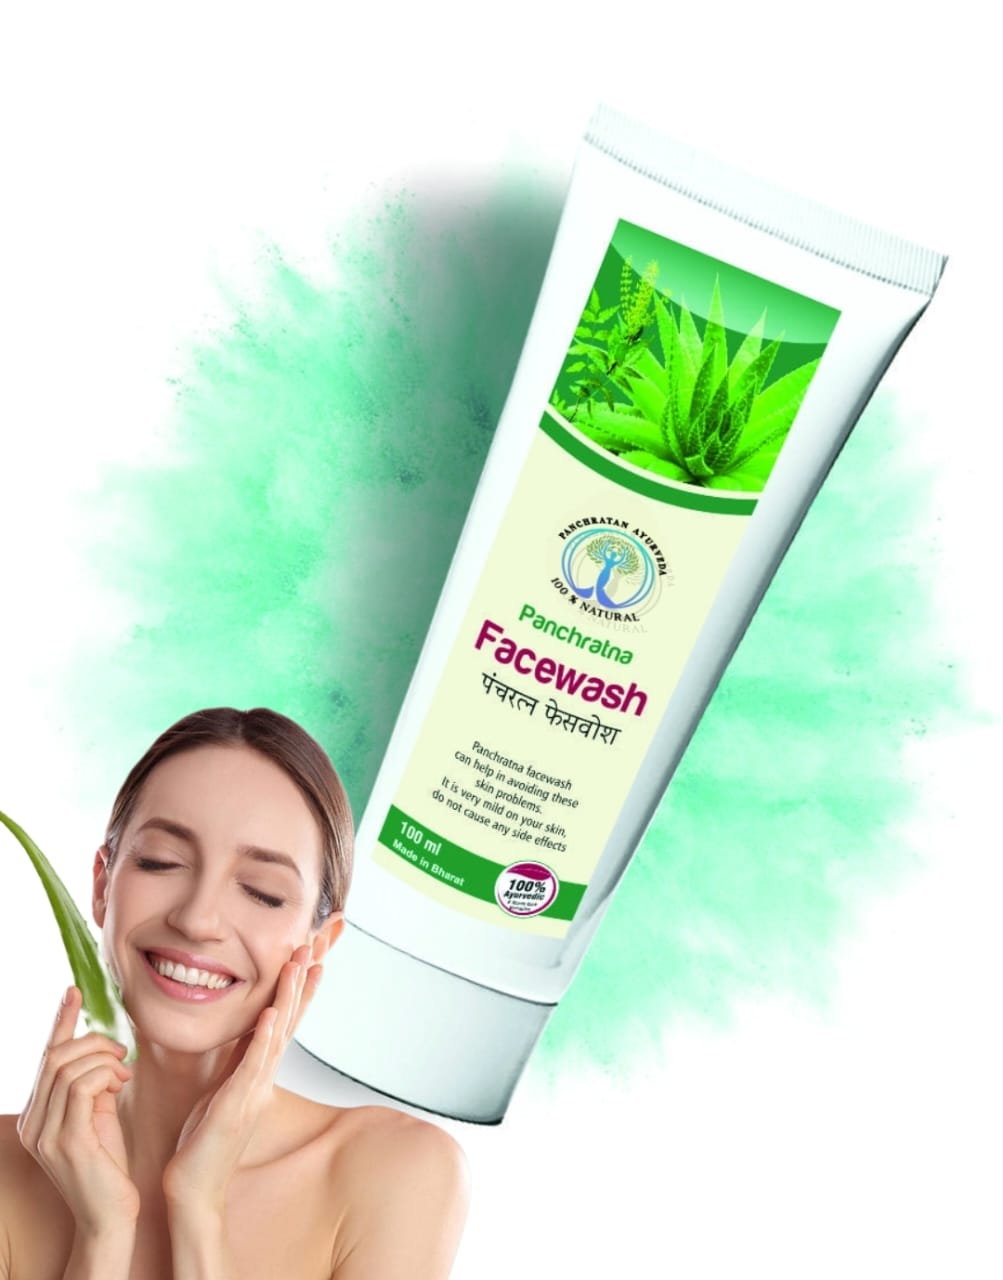 PANCHRATAN AYURVEDA
100 % NATURAL
Panchratna
Facewash
पंचरत्न फेसवोश
Panchratna facewash
can help in avoiding these
skin problems.
It is very mild on your skin,
do not cause any side effects
100 ml
Made in Bharat
100%
Ayurvedic